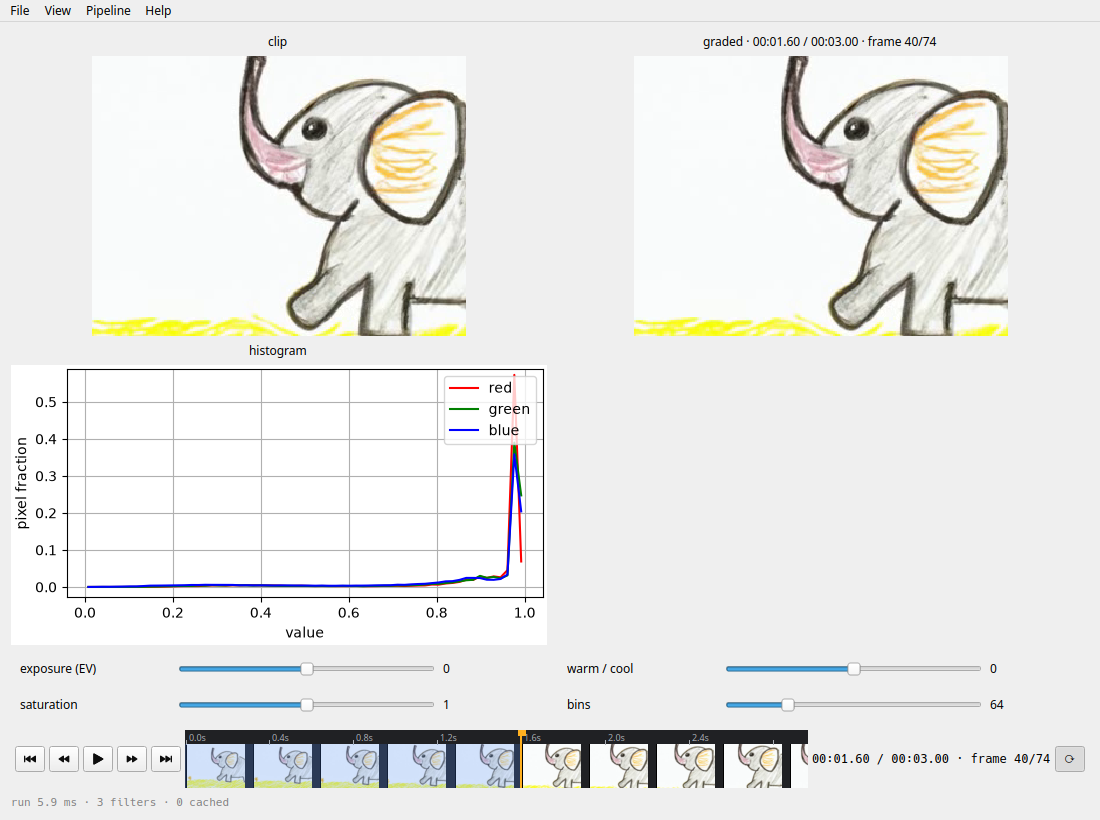 File View Pipeline Help
clip
graded · 00:01.60 / 00:03.00 · frame 40/74
histogram
red
green
blue
0.5
0.4
0.3
0.2
0.1
0.0
pixel fraction
0.0 0.2 0.4 0.6 0.8 1.0
value
exposure (EV) 0
warm / cool 0
saturation 1
bins 64
0.0s 0.4s 0.8s 1.2s 1.6s 2.0s 2.4s
00:01.60 / 00:03.00 · frame 40/74
run 5.9 ms · 3 filters · 0 cached